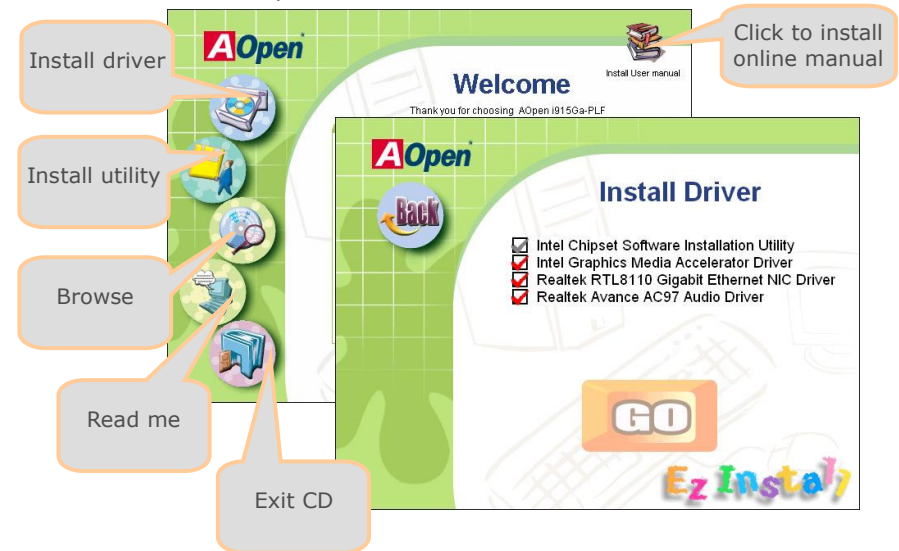 Install driver
AOpen
Click to install
online manual
Install User manual
Welcome
Thank you for choosing AOpen i915Ga-PLF
Install utility
AOpen
Back
Install Driver
Intel Chipset Software Installation Utility
Intel Graphics Media Accelerator Driver
Realtek RTL8110 Gigabit Ethernet NIC Driver
Realtek Avance AC97 Audio Driver
Browse
Read me
GO
Exit CD
Ez Install